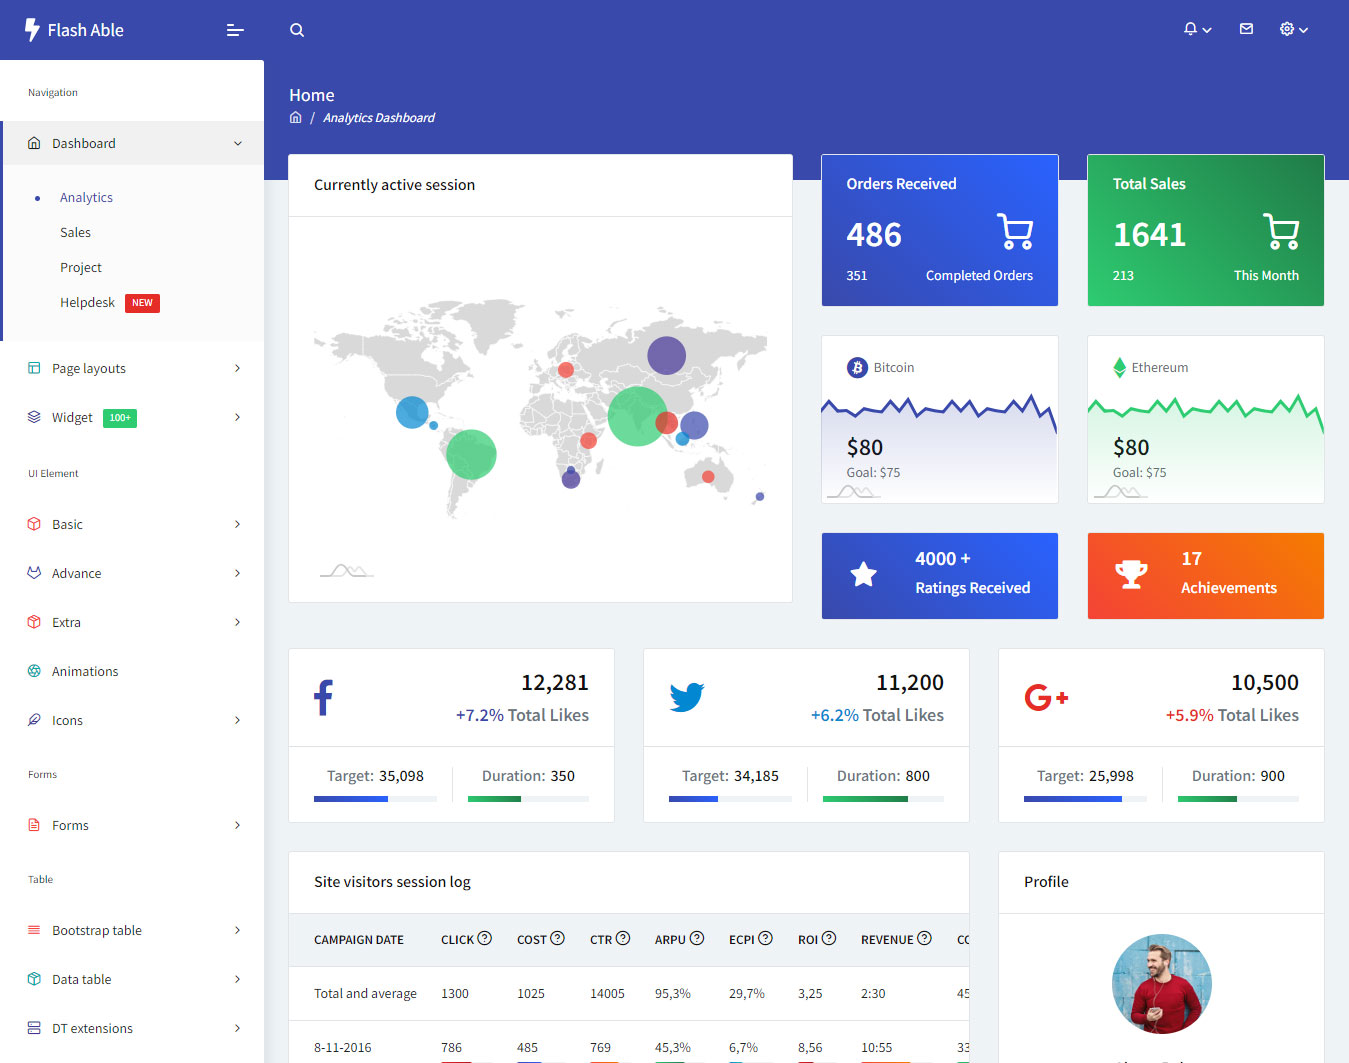 Flash Able
Navigation
Dashboard
Analytics
Sales
Project
Helpdesk NEW
Page layouts
Widget 100+
UI Element
Basic
Advance
Extra
Animations
Icons
Forms
Forms
Table
Bootstrap table
Data table
DT extensions
Home
/ Analytics Dashboard
Currently active session
Orders Received
486
351 Completed Orders
Total Sales
1641
213 This Month
Bitcoin
$80
Goal: $75
Ethereum
$80
Goal: $75
4000 +
Ratings Received
17
Achievements
12,281
+7.2% Total Likes
Target: 35,098 Duration: 350
11,200
+6.2% Total Likes
Target: 34,185 Duration: 800
G+
10,500
+5.9% Total Likes
Target: 25,998 Duration: 900
Site visitors session log
CAMPAIGN DATE CLICK COST CTR ARPU ECPI ROI REVENUE CO
Total and average 1300 1025 14005 95,3% 29,7% 3,25 2:30 45
8-11-2016 786 485 769 45,3% 6,7% 8,56 10:55 33
Profile